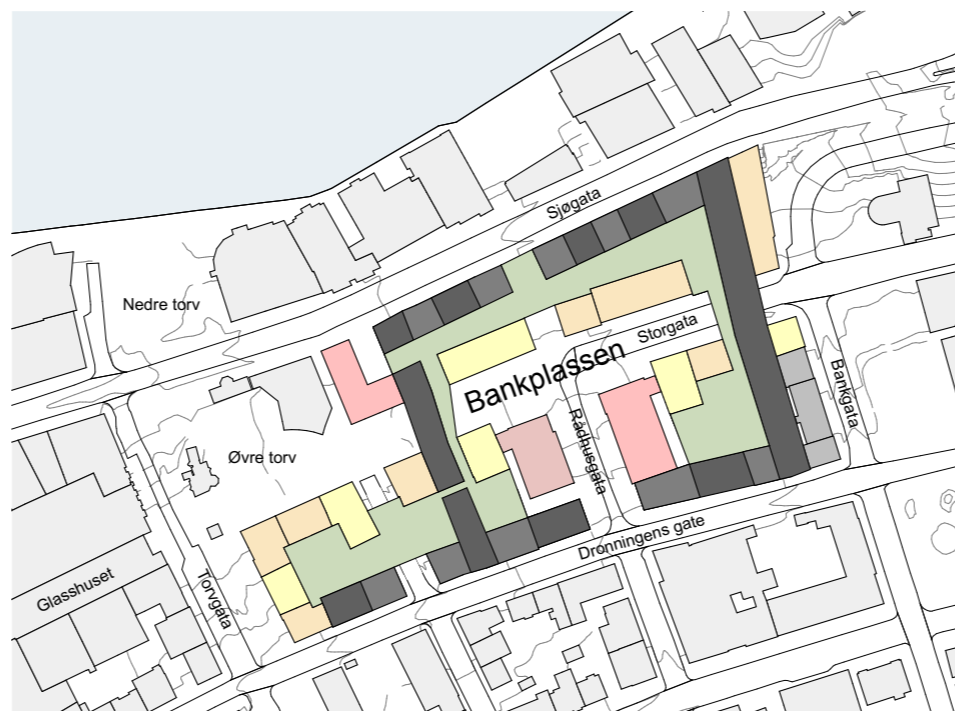 Sjøgata
Nedre torv
Storgata
Bankplassen
Bankgata
Rådhusgata
Øvre torv
Dronningens gate
Glasshuset
Torvgata